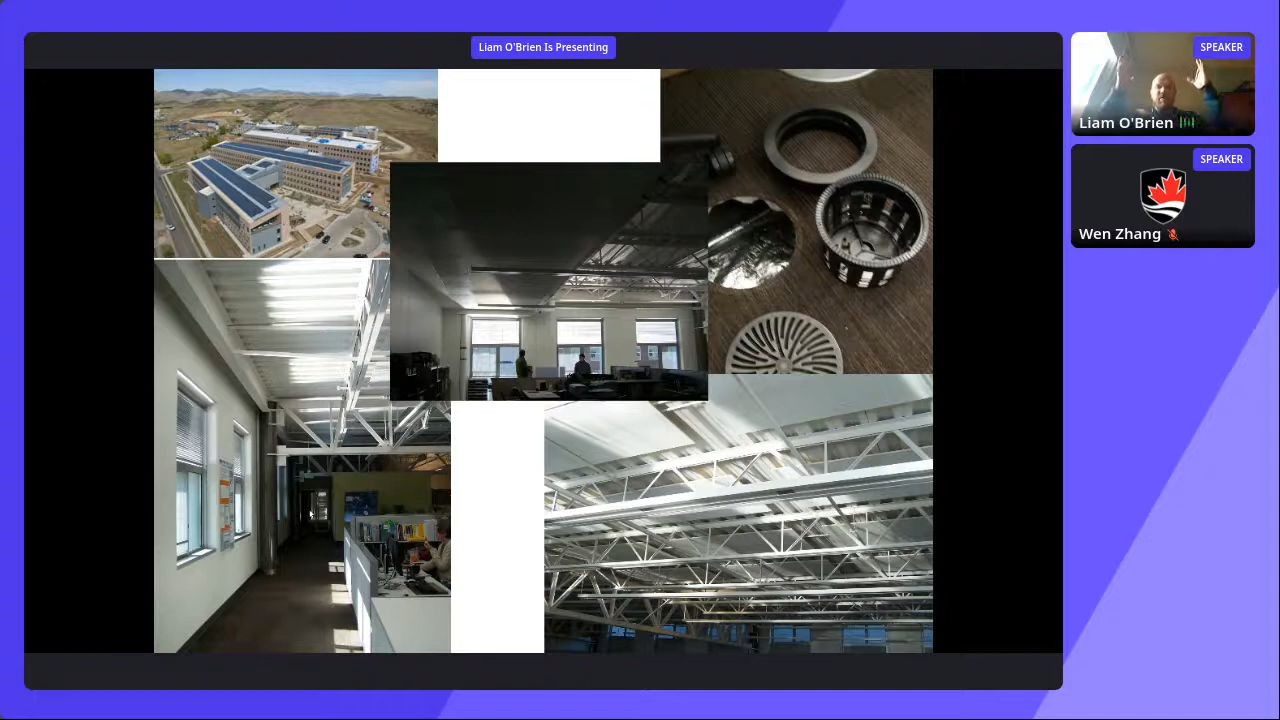 Liam O'Brien Is Presenting
SPEAKER
Liam O'Brien
SPEAKER
Wen Zhang